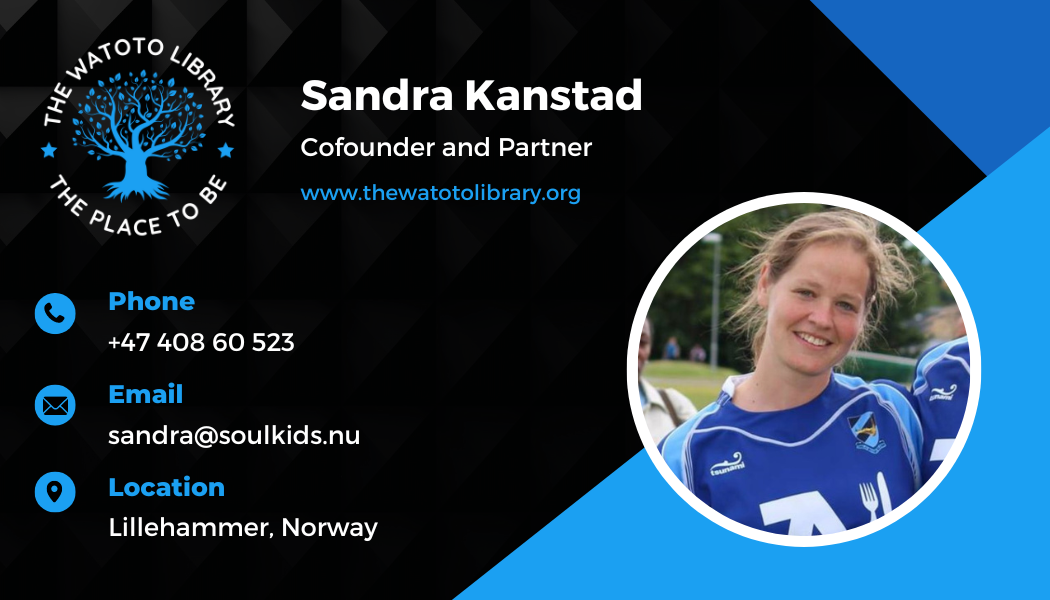 THE WATOTO LIBRARY
THE PLACE TO BE
Sandra Kanstad
Cofounder and Partner
www.thewatotolibrary.org
Phone
+47 408 60 523
Email
sandra@soulkids.nu
Location
Lillehammer, Norway
tsunami
tsunami